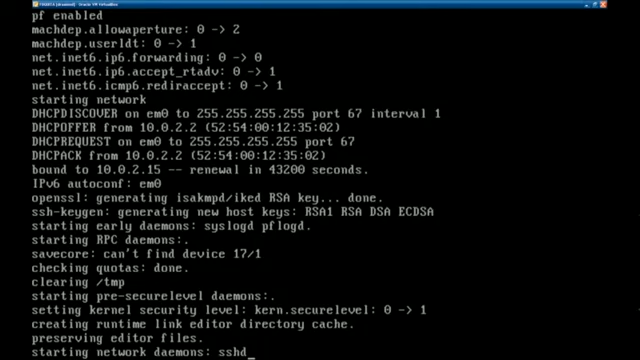 pf enabled
machdep.allowaperture: 0 -> 2
machdep.userldt: 0 -> 1
net.inet6.ip6.forwarding: 0 -> 0
net.inet6.ip6.accept_rtadv: 0 -> 1
net.inet6.icmp6.rediraccept: 0 -> 1
starting network
DHCPDISCOVER on em0 to 255.255.255.255 port 67 interval 1
DHCPOFFER from 10.0.2.2 (52:54:00:12:35:02)
DHCPREQUEST on em0 to 255.255.255.255 port 67
DHCPACK from 10.0.2.2 (52:54:00:12:35:02)
bound to 10.0.2.15 -- renewal in 43200 seconds.
IPv6 autoconf: em0
openssl: generating isakmpd/iked RSA key... done.
ssh-keygen: generating new host keys: RSA1 RSA DSA ECDSA
starting early daemons: syslogd pflogd.
starting RPC daemons:.
savecore: can't find device 17/1
checking quotas: done.
clearing /tmp
starting pre-securelevel daemons:.
setting kernel security level: kern.securelevel: 0 -> 1
creating runtime link editor directory cache.
preserving editor files.
starting network daemons: sshd_